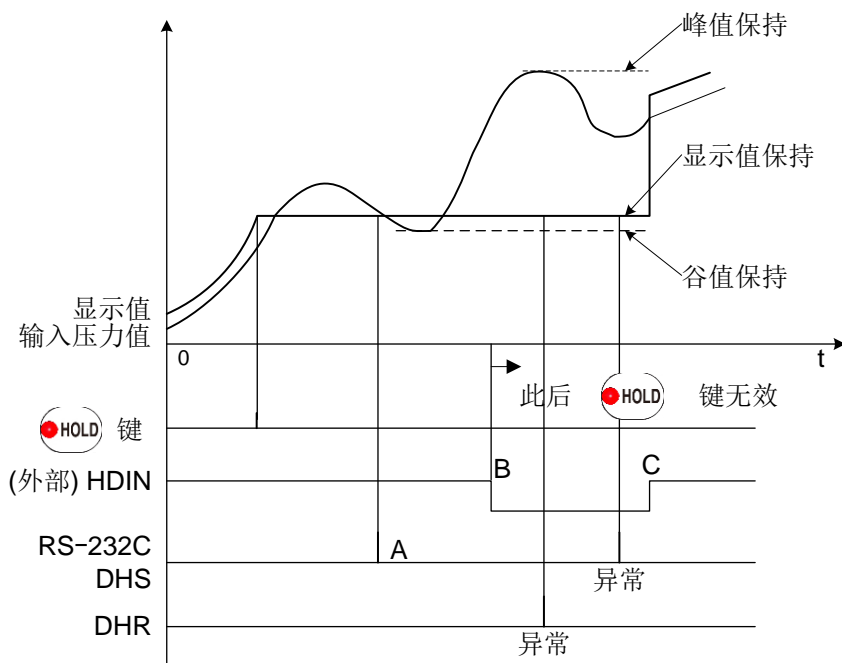 峰值保持
显示值保持
谷值保持
显示值
输入压力值
0
t
此后 HOLD 键无效
HOLD 键
(外部) HDIN
B
C
RS-232C
A
DHS
异常
DHR
异常